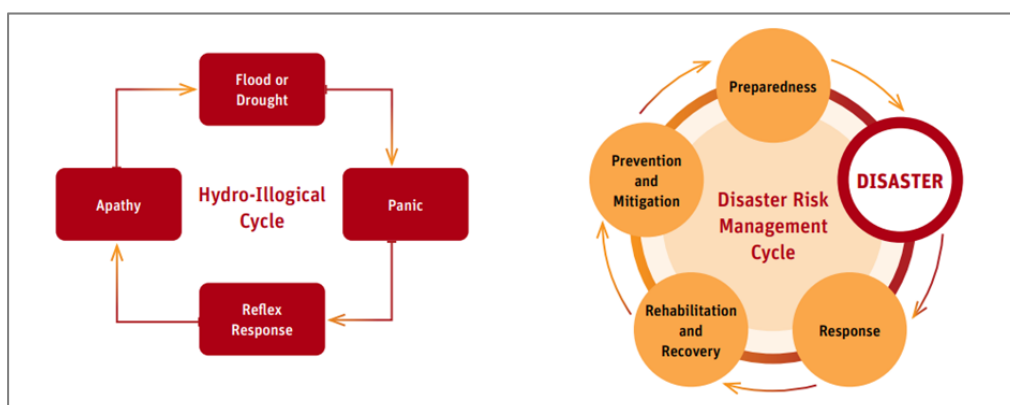 Flood or
Drought
Apathy
Hydro-Illogical
Cycle
Panic
Reflex
Response
Preparedness
Prevention
and
Mitigation
DISASTER
Disaster Risk
Management
Cycle
Rehabilitation
and
Recovery
Response